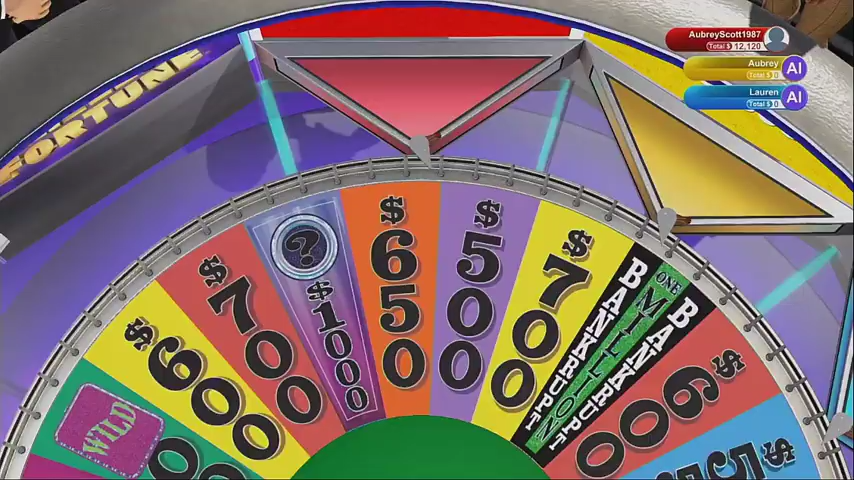 FORTUNE
AubreyScott1987
Total $ 12,120
Aubrey
Total $ 0
AI
Lauren
Total $ 0
AI
WILD
$600
$700
?
$1000
$650
$500
$700
BANKRUPT
ONE MILLION
BANKRUPT
$600